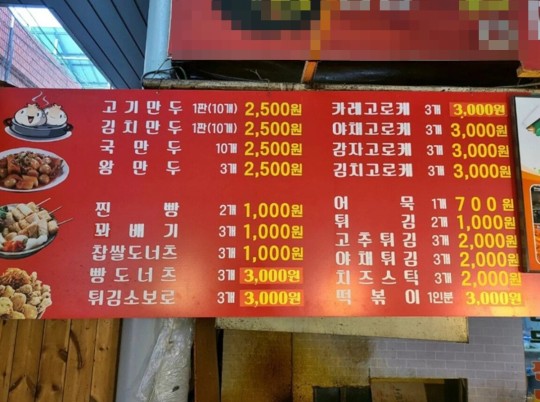 고기만두 1판(10개) 2,500원
김치만두 1판(10개) 2,500원
국만두 10개 2,500원
왕만두 3개 2,500원
찐빵 2개 1,000원
꽈배기 3개 1,000원
찹쌀도너츠 3개 1,000원
빵도너츠 3개 3,000원
튀김소보로 3개 3,000원
카레고로케 3개 3,000원
야채고로케 3개 3,000원
감자고로케 3개 3,000원
김치고로케 3개 3,000원
어묵 1개 700원
튀김 2개 1,000원
고추튀김 3개 2,000원
야채튀김 3개 2,000원
치즈스틱 3개 2,000원
떡볶이 1인분 3,000원